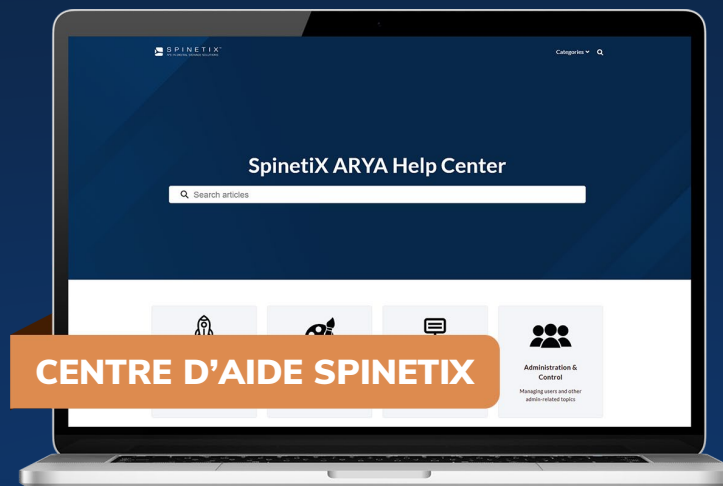 SPINETIX
Categories
SpinetiX ARYA Help Center
Search articles
CENTRE D'AIDE SPINETIX
Administration &
Control
Managing users and other
admin-related topics